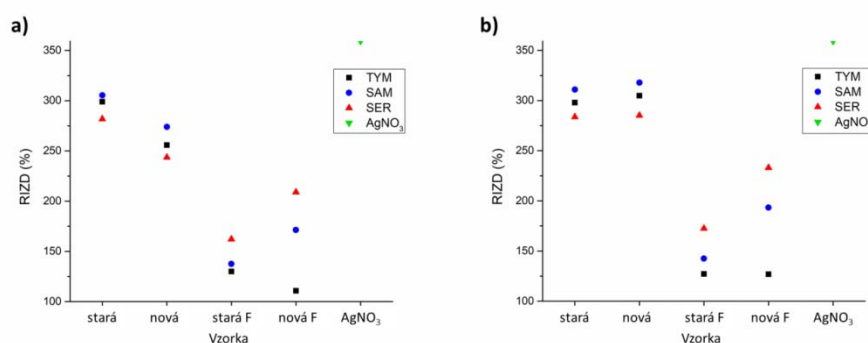 a)
350
300
250
200
150
100
RIZD (%)
TYM
SAM
SER
AgNO₃
stará nová stará F nová F AgNO₃
Vzorka
b)
350
300
250
200
150
100
RIZD (%)
TYM
SAM
SER
AgNO
stará nová stará F nová F AgNO₃
Vzorka